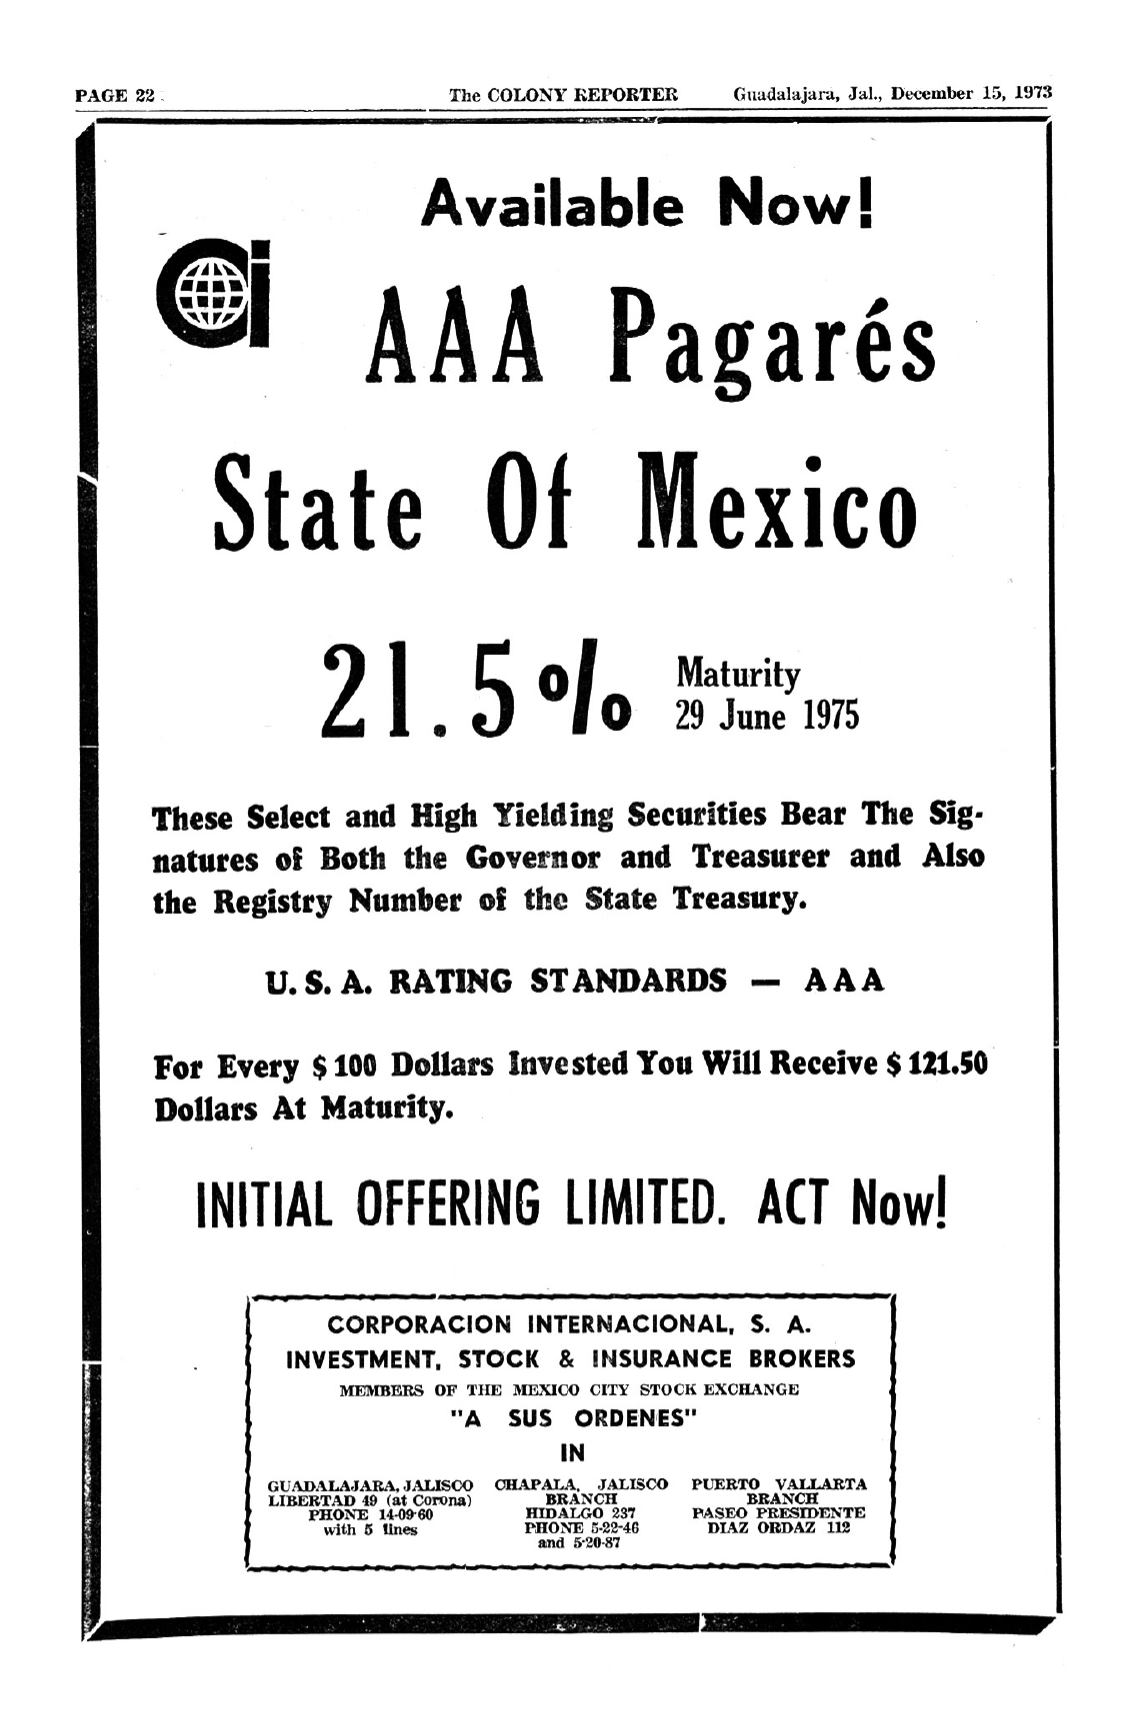 PAGE 22
The COLONY REPORTER
Guadalajara, Jal., December 15, 1973
Available Now!
Ci
AAA Pagarés
State Of Mexico
21.5%
Maturity
29 June 1975
These Select and High Yielding Securities Bear The Sig-
natures of Both the Governor and Treasurer and Also
the Registry Number of the State Treasury.
U. S. A. RATING STANDARDS — AAA
For Every $ 100 Dollars Invested You Will Receive $ 121.50
Dollars At Maturity.
INITIAL OFFERING LIMITED. ACT Now!
CORPORACION INTERNACIONAL, S. A.
INVESTMENT, STOCK & INSURANCE BROKERS
MEMBERS OF THE MEXICO CITY STOCK EXCHANGE
"A SUS ORDENES"
IN
GUADALAJARA, JALISCO
LIBERTAD 49 (at Corona)
PHONE 14-09-60
with 5 lines
CHAPALA, JALISCO
BRANCH
HIDALGO 237
PHONE 5-22-46
and 5-20-87
PUERTO VALLARTA
BRANCH
PASEO PRESIDENTE
DIAZ ORDAZ 112